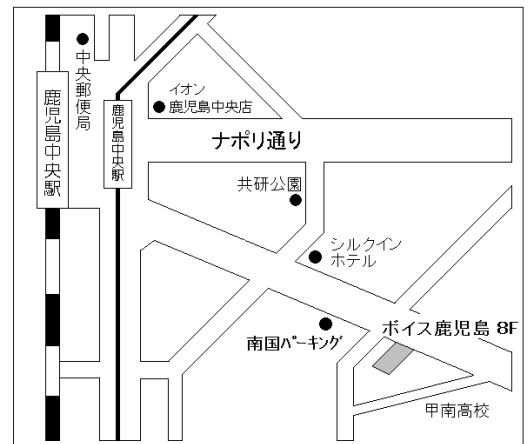 中央郵便局
鹿児島中央駅
鹿児島中央駅
イオン
鹿児島中央店
ナポリ通り
共研公園
シルクイン
ホテル
ボイス鹿児島 8F
南国パーキング
甲南高校